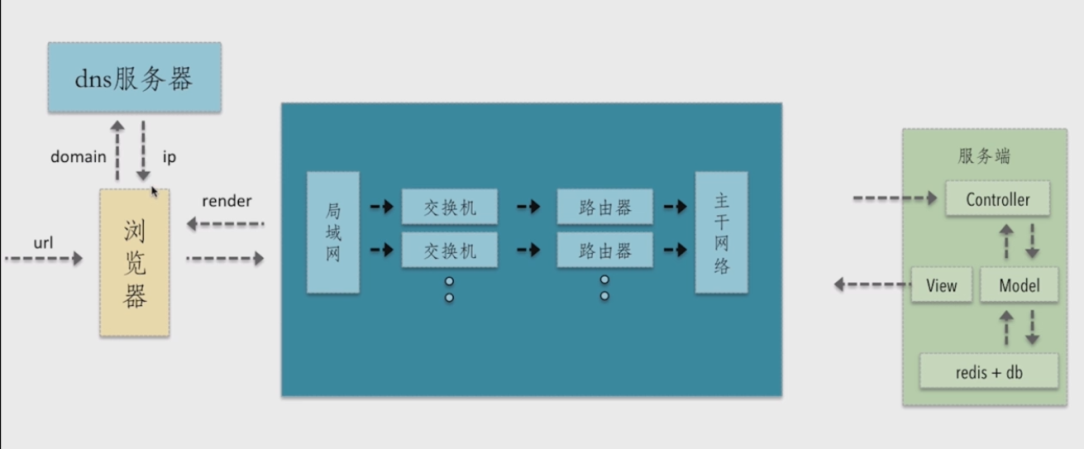 dns服务器
domain
ip
url
浏览器
render
局域网
交换机
路由器
交换机
路由器
主干网络
服务端
Controller
View
Model
redis + db